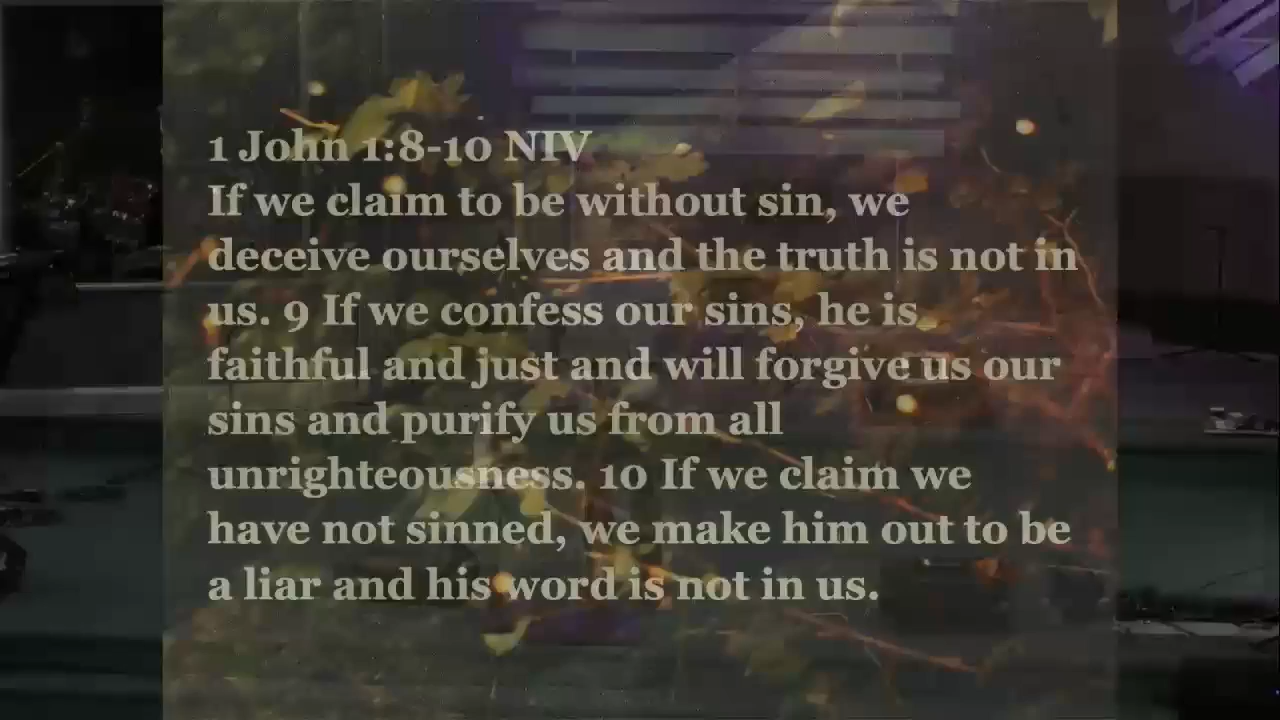 1 John 1:8-10 NIV
If we claim to be without sin, we
deceive ourselves and the truth is not in
us. 9 If we confess our sins, he is
faithful and just and will forgive us our
sins and purify us from all
unrighteousness. 10 If we claim we
have not sinned, we make him out to be
a liar and his word is not in us.